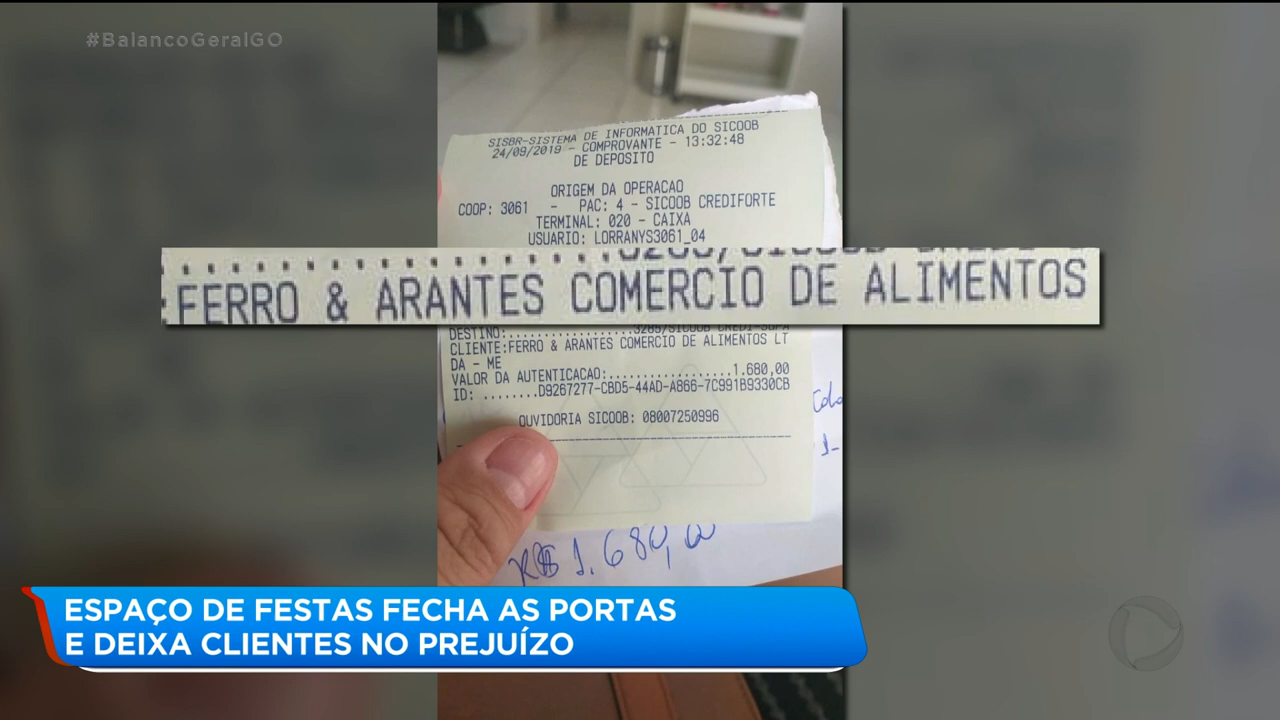 #BalancoGeralGO
SISBR-SISTEMA DE INFORMATICA DO SICOOB
24/09/2019 - COMPROVANTE - 13:32:48
DE DEPOSITO
ORIGEM DA OPERACAO
COOP: 3061 - PAC: 4 - SICOOB CREDIFORTE
TERMINAL: 020 - CAIXA
USUARIO: LORRANYS3061_04
FERRO & ARANTES COMERCIO DE ALIMENTOS
DESTINO:..................3285/SICOOB
CLIENTE:FERRO & ARANTES COMERCIO DE ALIMENTOS LT
DA - ME
VALOR DA AUTENTICACAO:..................1.680,00
ID: ........D9267277-CBD5-44AD-A866-7C991B9330CB
OUVIDORIA SICOOB: 08007250996
R$ 1.680,00
ESPAÇO DE FESTAS FECHA AS PORTAS
E DEIXA CLIENTES NO PREJUÍZO